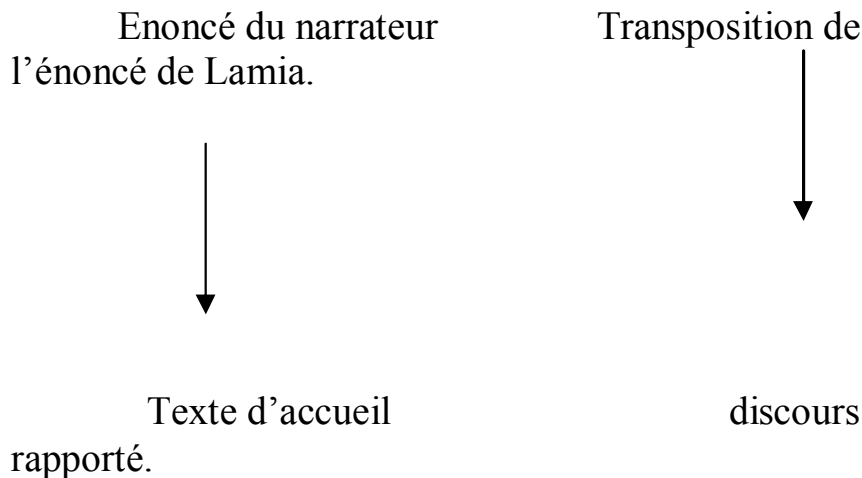 Enoncé du narrateur Transposition de
l’énoncé de Lamia.
Texte d’accueil discours
rapporté.